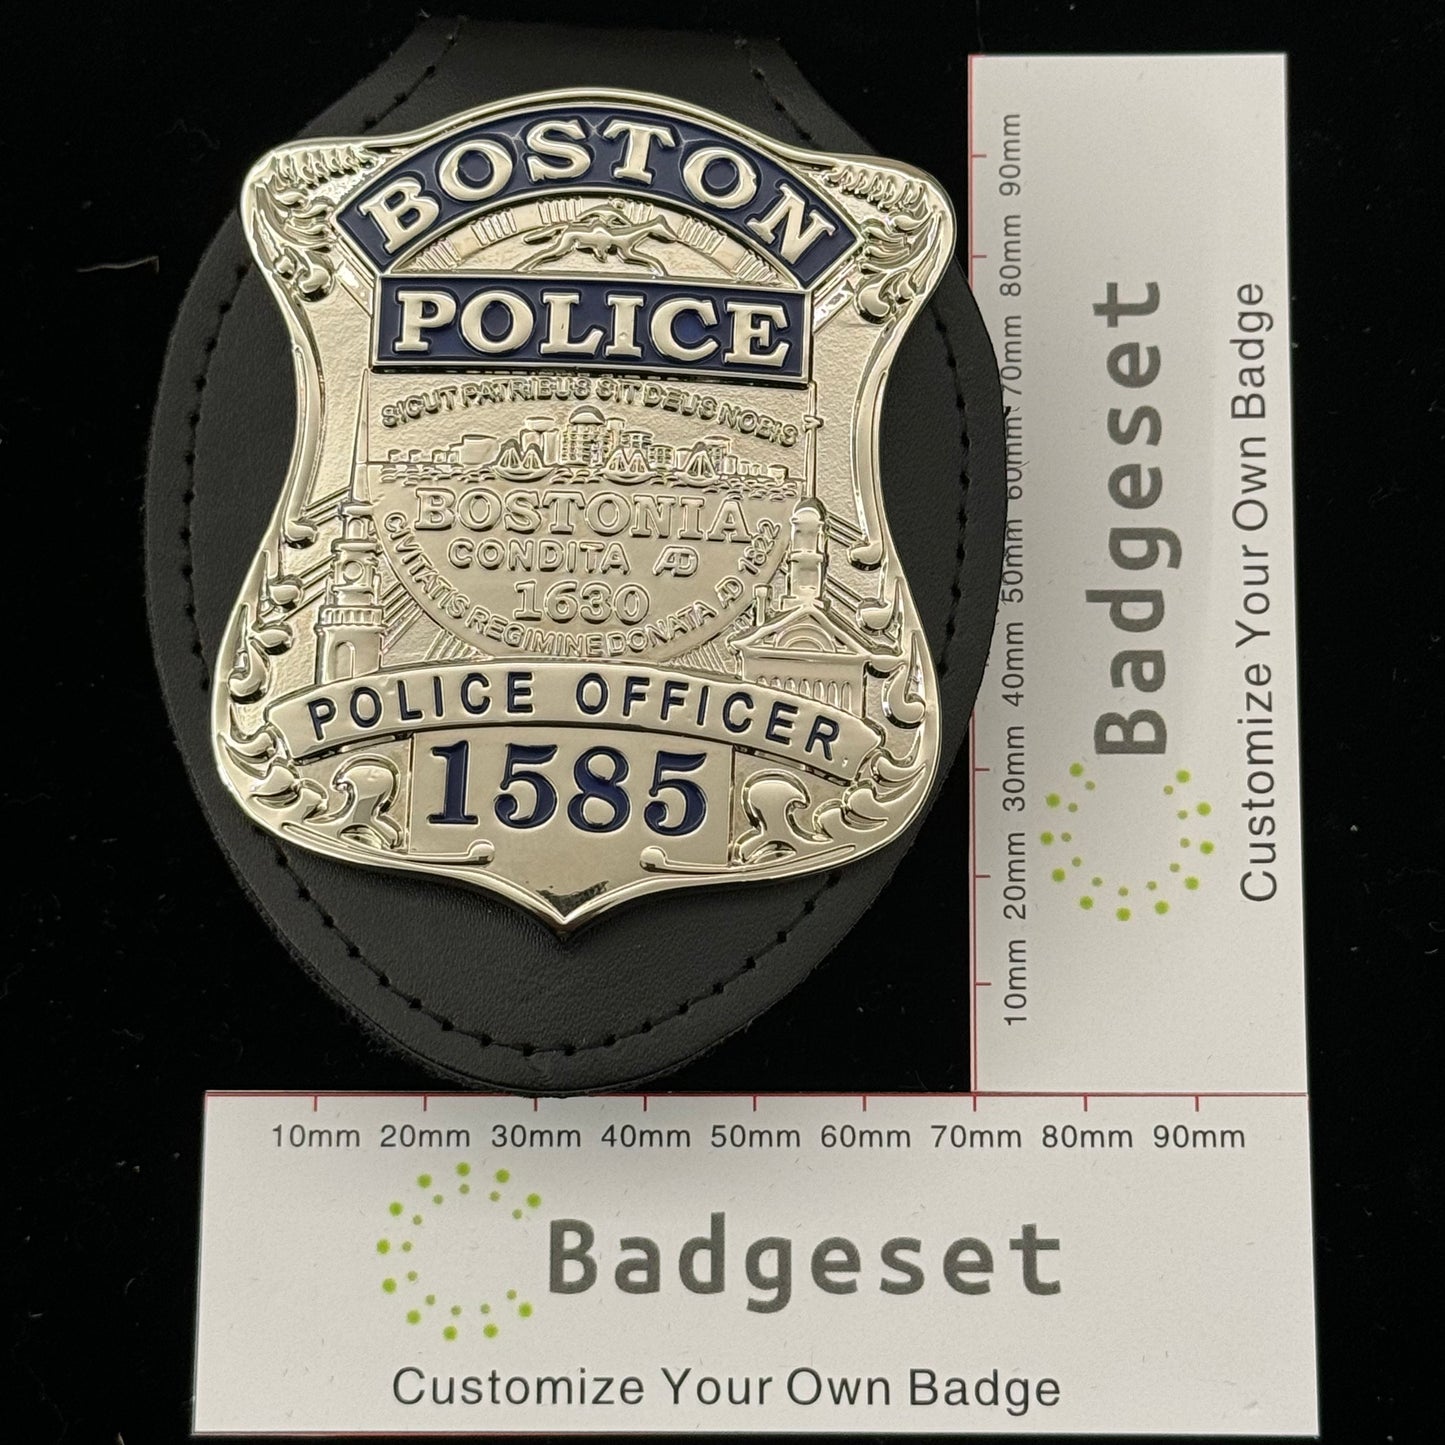 BOSTON
POLICE
SICUT PATRIBUS SIT DEUS NOBIS
BOSTONIA
CONDITA AD
1630
CIVITATIS REGIMINE DONATA AD 1822
POLICE OFFICER
1585
10mm 20mm 30mm 40mm 50mm 60mm 70mm 80mm 90mm
Badgeset
Customize Your Own Badge
10mm 20mm 30mm 40mm 50mm 60mm 70mm 80mm 90mm
Badgeset
Customize Your Own Badge